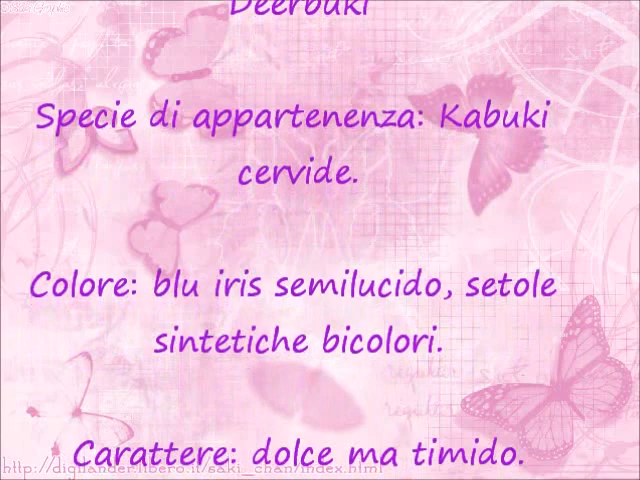 Deerbuki
Specie di appartenenza: Kabuki
cervide.
Colore: blu iris semilucido, setole
sintetiche bicolori.
Carattere: dolce ma timido.
http://digilander.libero.it/saki_chan/index.html